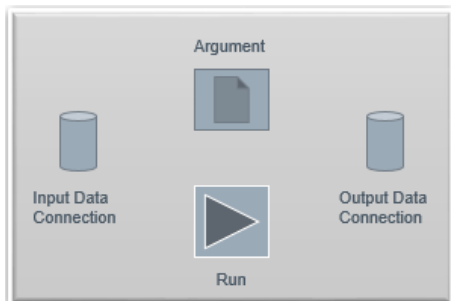 Argument
Input Data
Connection
Output Data
Connection
Run